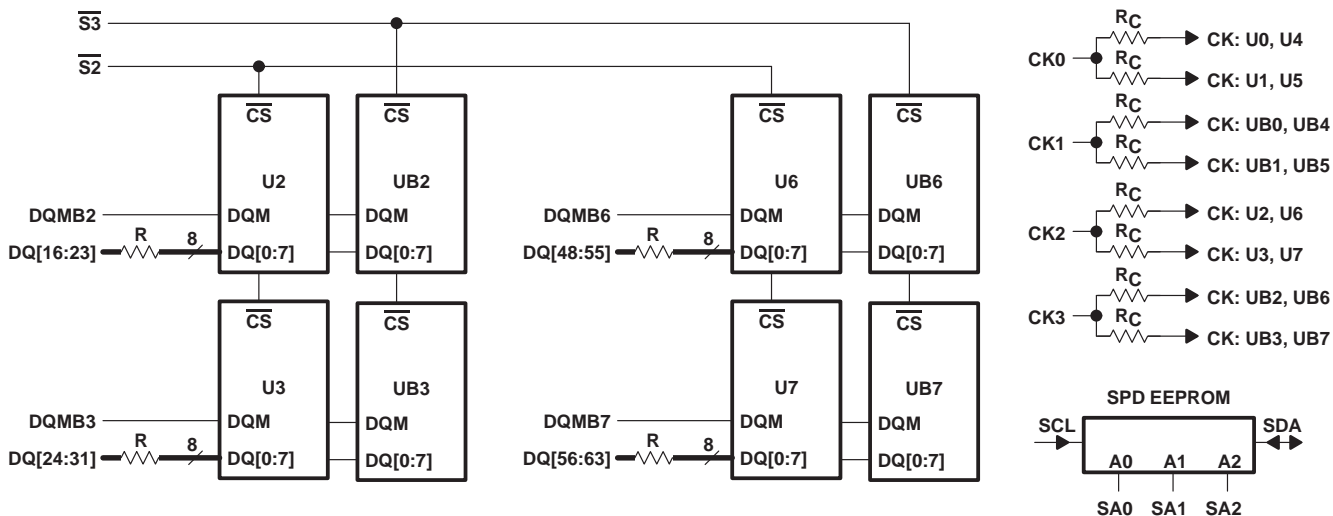 S3
S2
CS CS CS CS
U2 UB2 U6 UB6
DQMB2 DQM DQM DQMB6 DQM DQM
R 8 R 8
DQ[16:23] DQ[0:7] DQ[0:7] DQ[48:55] DQ[0:7] DQ[0:7]
CS CS CS CS
U3 UB3 U7 UB7
DQMB3 DQM DQM DQMB7 DQM DQM
R 8 R 8
DQ[24:31] DQ[0:7] DQ[0:7] DQ[56:63] DQ[0:7] DQ[0:7]
RC
CK: U0, U4
CK0
RC
CK: U1, U5
RC
CK: UB0, UB4
CK1
RC
CK: UB1, UB5
RC
CK: U2, U6
CK2
RC
CK: U3, U7
RC
CK: UB2, UB6
CK3
RC
CK: UB3, UB7
SPD EEPROM
SCL SDA
A0 A1 A2
SA0 SA1 SA2